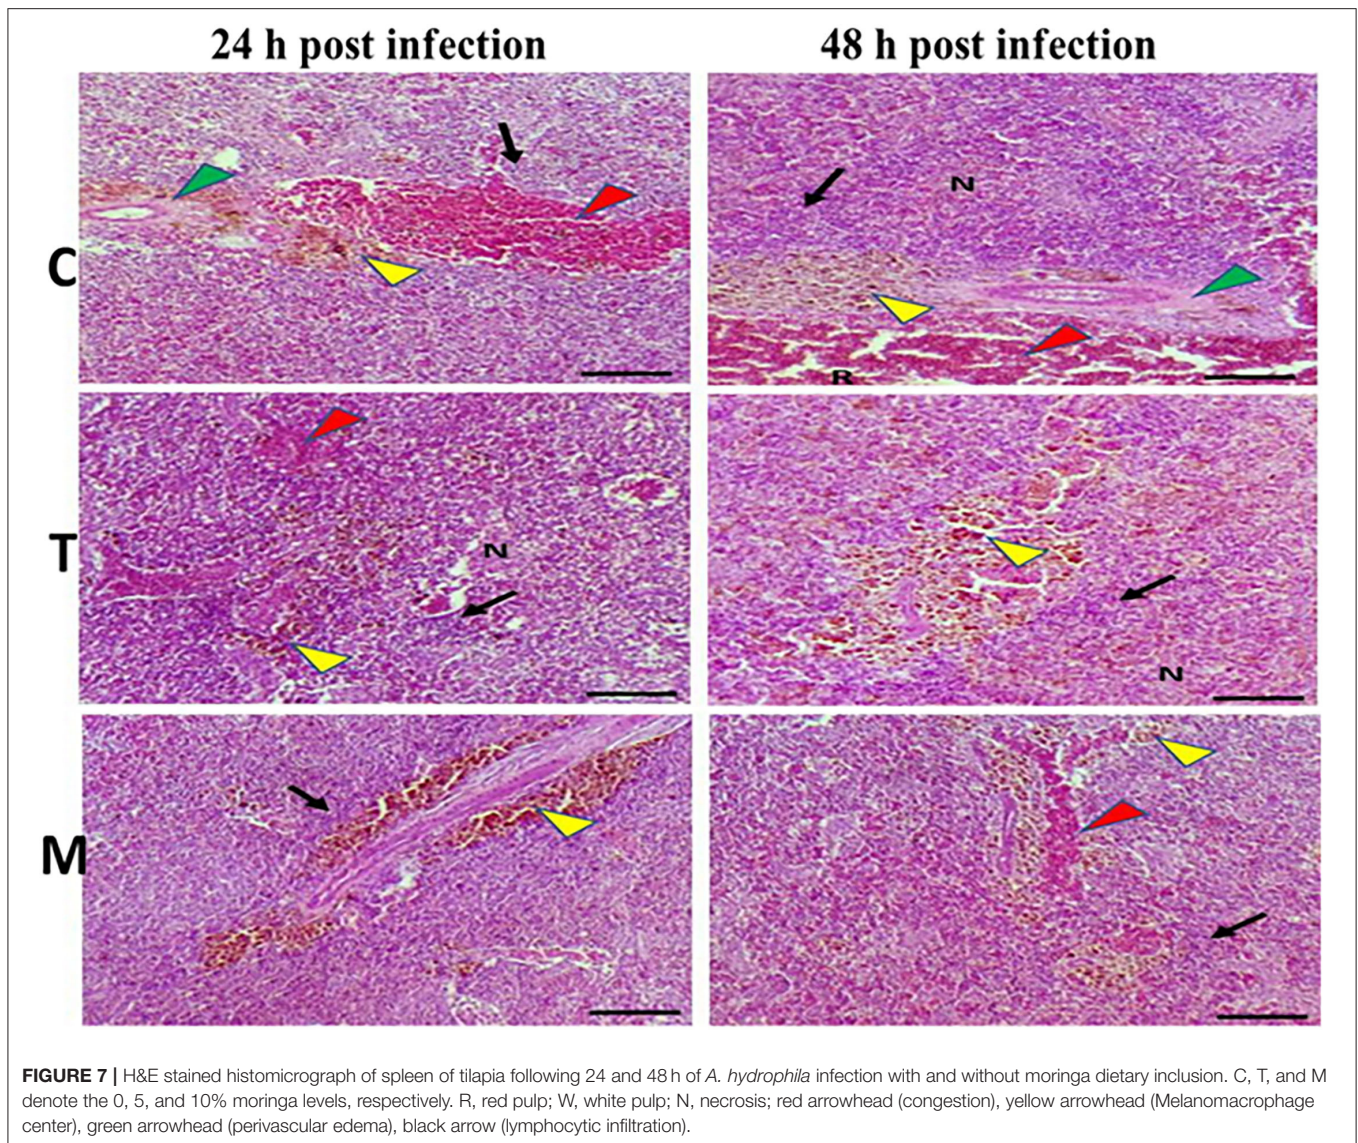 24 h post infection 48 h post infection
C
N
R
T
N
N
M
FIGURE 7 | H&E stained histomicrograph of spleen of tilapia following 24 and 48 h of A. hydrophila infection with and without moringa dietary inclusion. C, T, and M
denote the 0, 5, and 10% moringa levels, respectively. R, red pulp; W, white pulp; N, necrosis; red arrowhead (congestion), yellow arrowhead (Melanomacrophage
center), green arrowhead (perivascular edema), black arrow (lymphocytic infiltration).